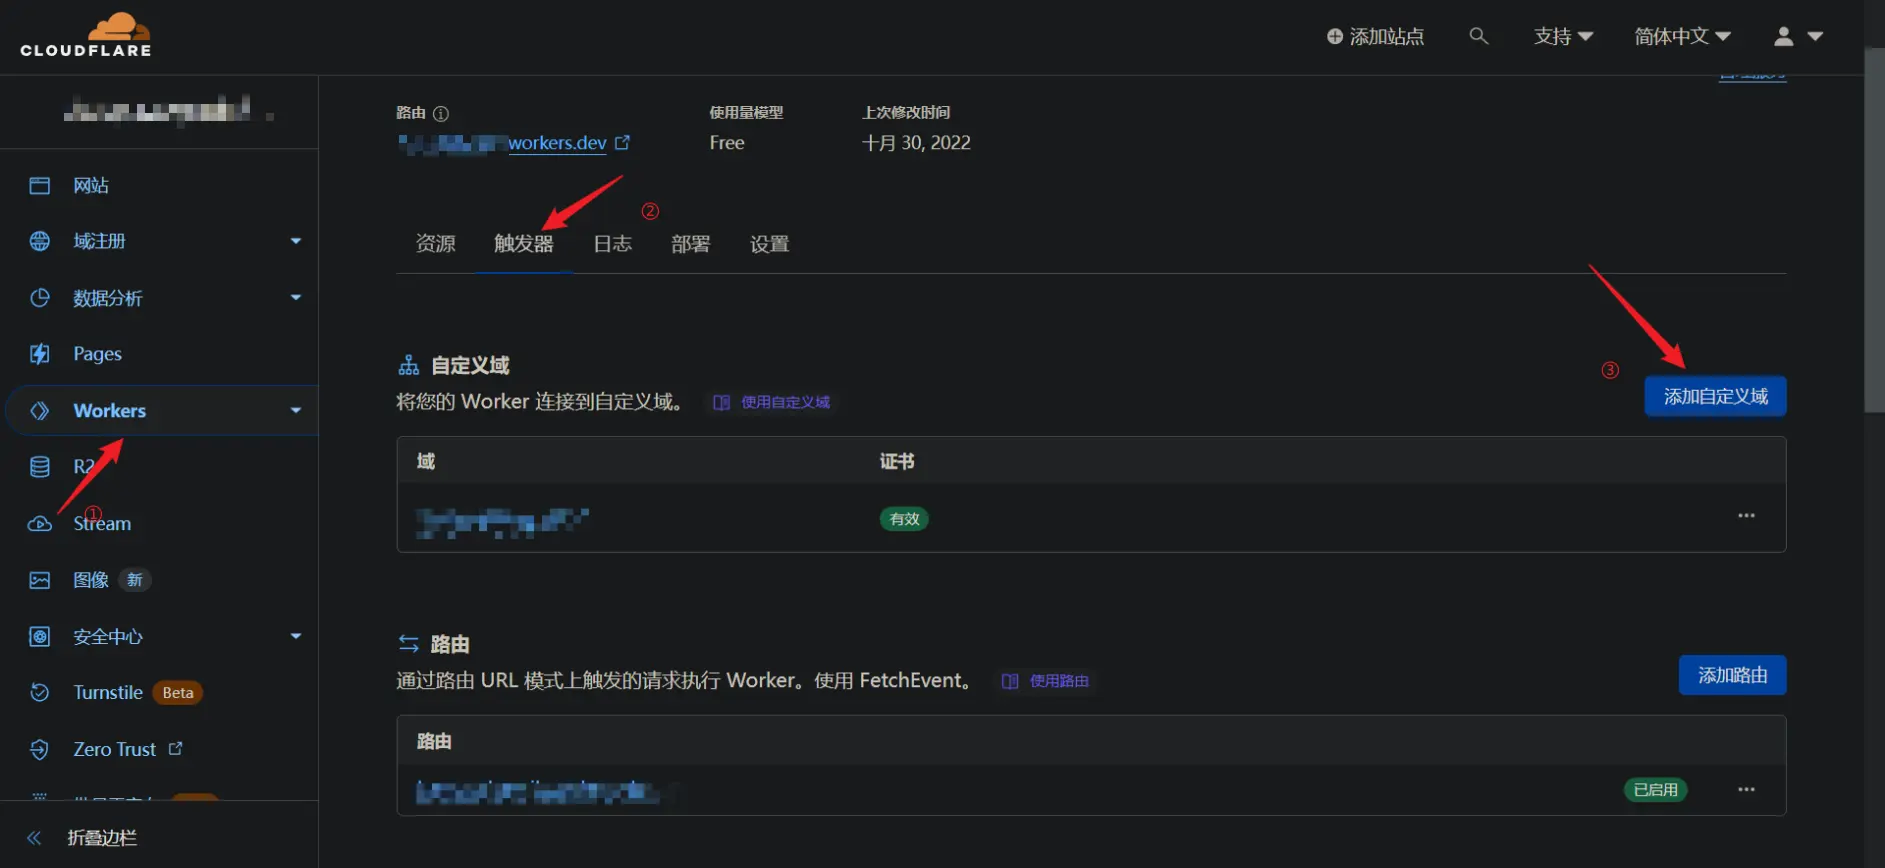 CLOUDFLARE
添加站点
支持
简体中文
路由
使用量模型
上次修改时间
workers.dev
Free
十月 30, 2022
网站
域注册
数据分析
Pages
Workers
R2
①
Stream
图像 新
安全中心
Turnstile Beta
Zero Trust
折叠边栏
②
资源 触发器 日志 部署 设置
自定义域
将您的 Worker 连接到自定义域。 使用自定义域
③
添加自定义域
域 证书
有效
路由
通过路由 URL 模式上触发的请求执行 Worker。使用 FetchEvent。 使用路由
添加路由
路由
已启用